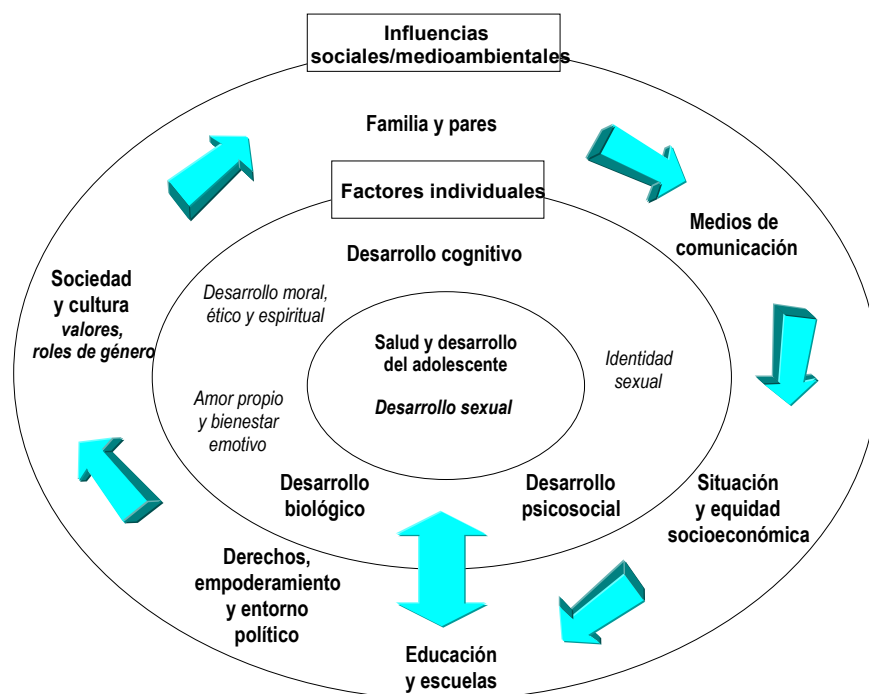 Influencias
sociales/medioambientales
Familia y pares
Factores individuales
Medios de
comunicación
Desarrollo cognitivo
Sociedad
y cultura
valores,
roles de género
Desarrollo moral,
ético y espiritual
Salud y desarrollo
del adolescente
Desarrollo sexual
Identidad
sexual
Amor propio
y bienestar
emotivo
Desarrollo
biológico
Desarrollo
psicosocial
Situación
y equidad
socioeconómica
Derechos,
empoderamiento
y entorno
político
Educación
y escuelas